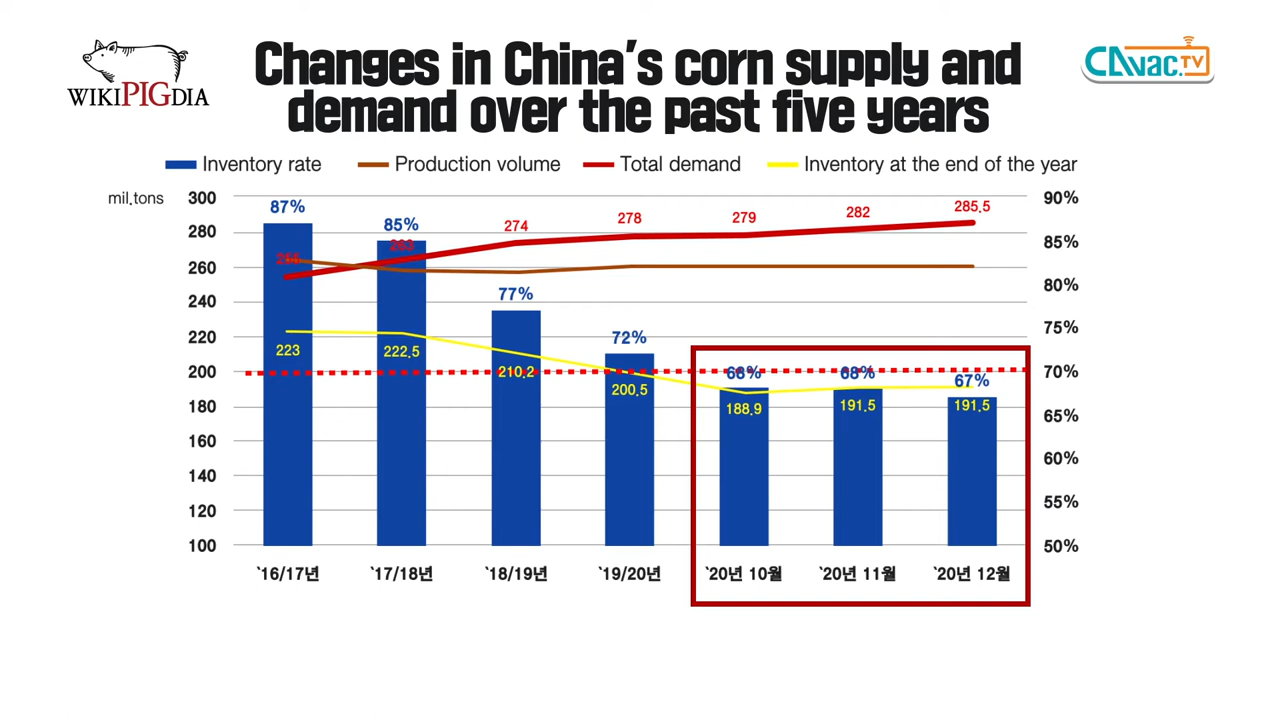 WIKIPIGDIA
Changes in China's corn supply and
demand over the past five years
CAvac.TV
Inventory rate
Production volume
Total demand
Inventory at the end of the year
mil.tons
300
280
260
240
220
200
180
160
140
120
100
90%
85%
80%
75%
70%
65%
60%
55%
50%
87%
85%
77%
72%
68%
68%
67%
263
274
278
279
282
285.5
223
222.5
210.2
200.5
188.9
191.5
191.5
`16/17년
`17/18년
`18/19년
`19/20년
`20년 10월
`20년 11월
`20년 12월